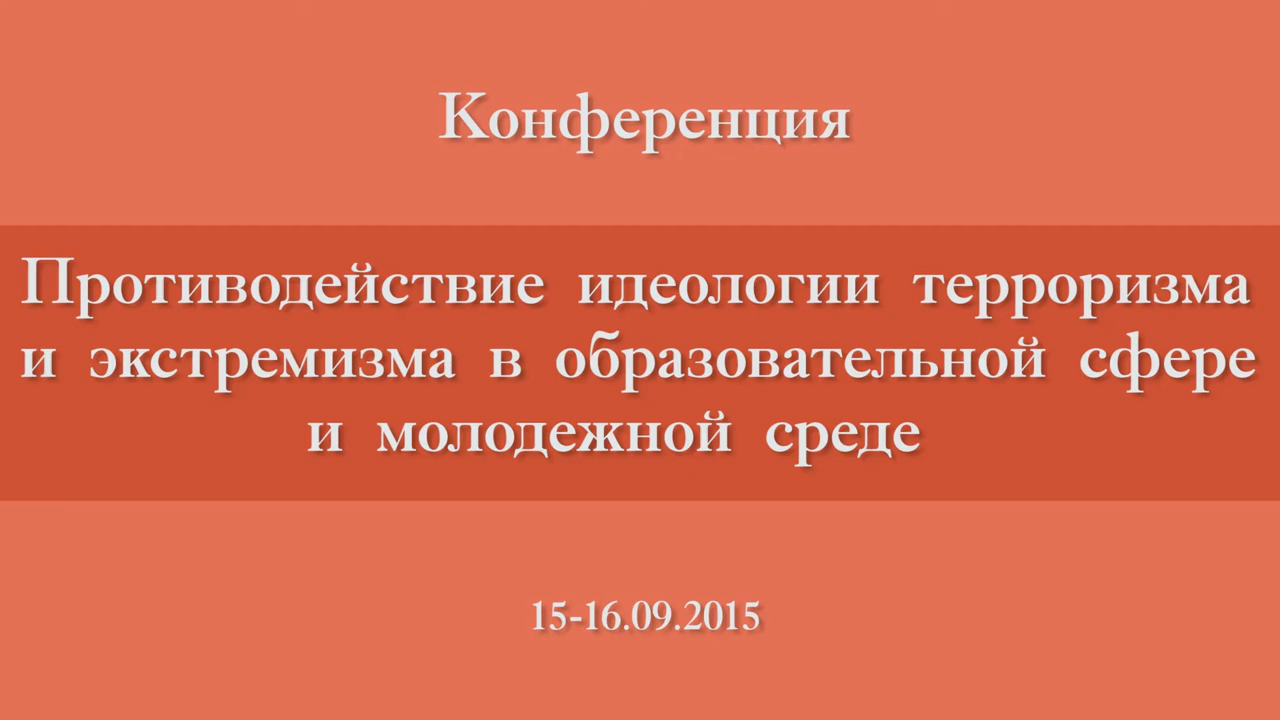 Конференция
Противодействие идеологии терроризма
и экстремизма в образовательной сфере
и молодежной среде
15-16.09.2015